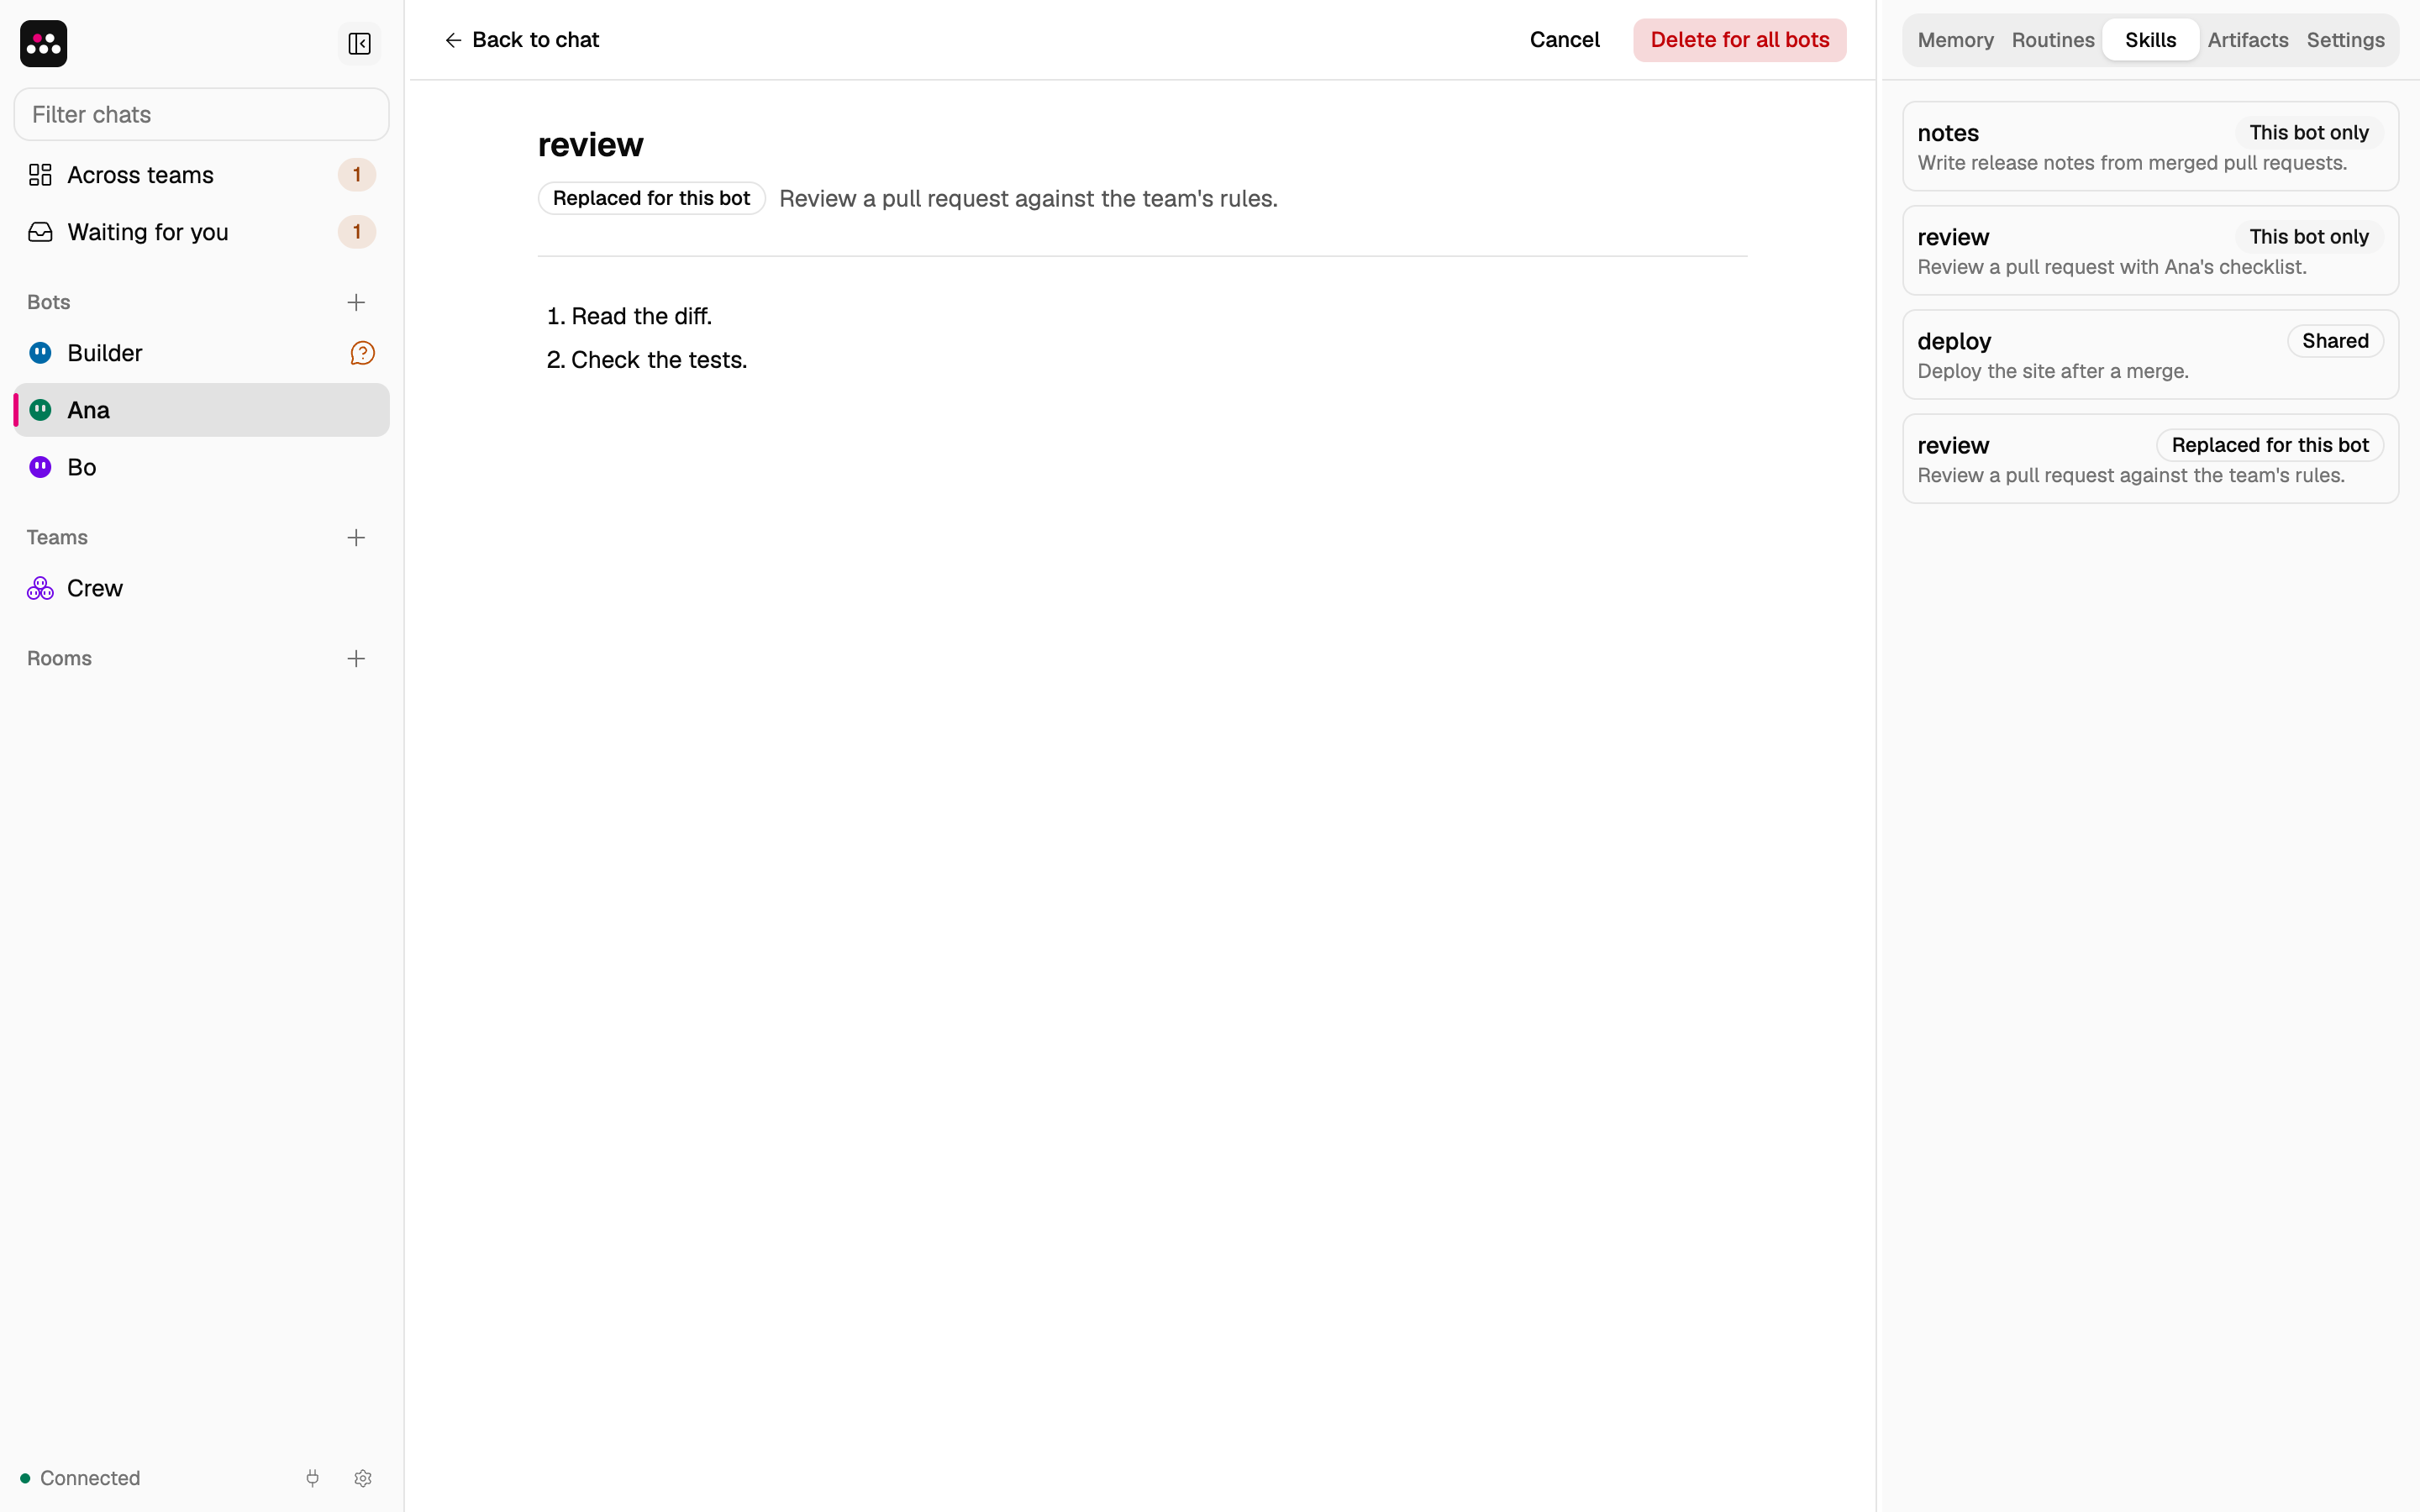 Filter chats
Across teams 1
Waiting for you 1
Bots
Builder
Ana
Bo
Teams
Crew
Rooms
Connected
Back to chat
Cancel
Delete for all bots
review
Replaced for this bot Review a pull request against the team's rules.
1. Read the diff.
2. Check the tests.
Memory Routines Skills Artifacts Settings
notes This bot only
Write release notes from merged pull requests.
review This bot only
Review a pull request with Ana's checklist.
deploy Shared
Deploy the site after a merge.
review Replaced for this bot
Review a pull request against the team's rules.